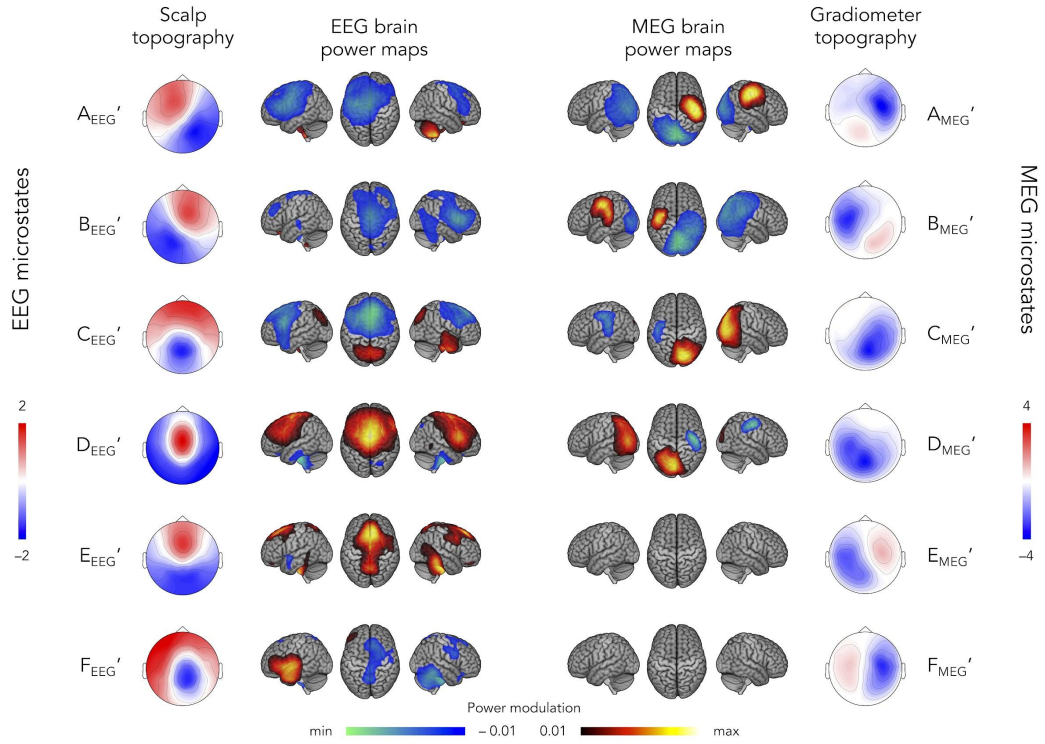 Scalp
topography
EEG brain
power maps
MEG brain
power maps
Gradiometer
topography
A_EEG′
A_MEG′
B_EEG′
B_MEG′
C_EEG′
C_MEG′
D_EEG′
D_MEG′
E_EEG′
E_MEG′
F_EEG′
F_MEG′
EEG microstates
2
−2
MEG microstates
4
−4
Power modulation
min
− 0.01
0.01
max